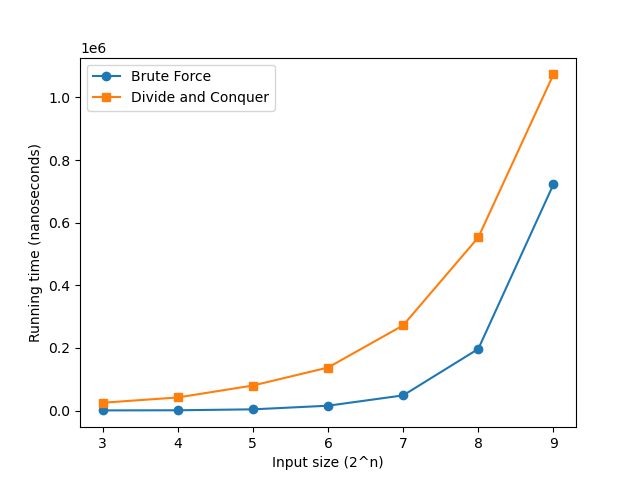 1e6
Brute Force
Divide and Conquer
1.0
0.8
0.6
0.4
0.2
0.0
Running time (nanoseconds)
3 4 5 6 7 8 9
Input size (2^n)